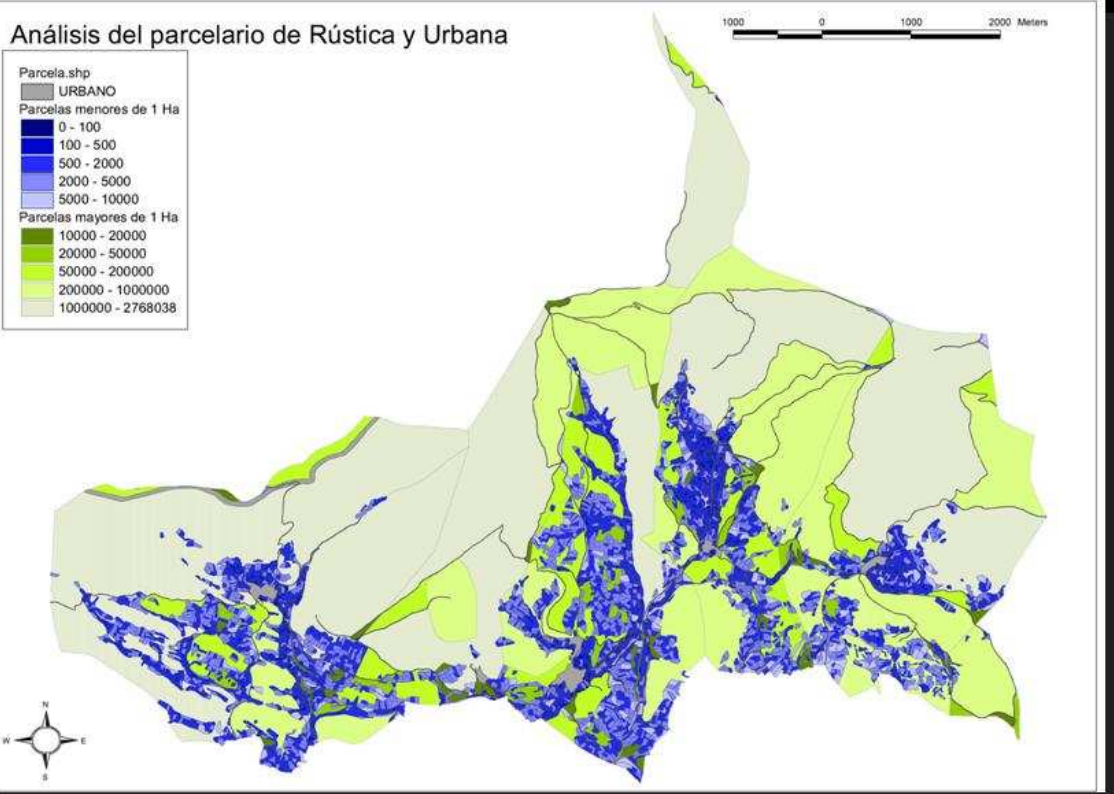 Análisis del parcelario de Rústica y Urbana
1000 0 1000 2000 Meters
Parcela.shp
URBANO
Parcelas menores de 1 Ha
0 - 100
100 - 500
500 - 2000
2000 - 5000
5000 - 10000
Parcelas mayores de 1 Ha
10000 - 20000
20000 - 50000
50000 - 200000
200000 - 1000000
1000000 - 2768038
N
W E
S